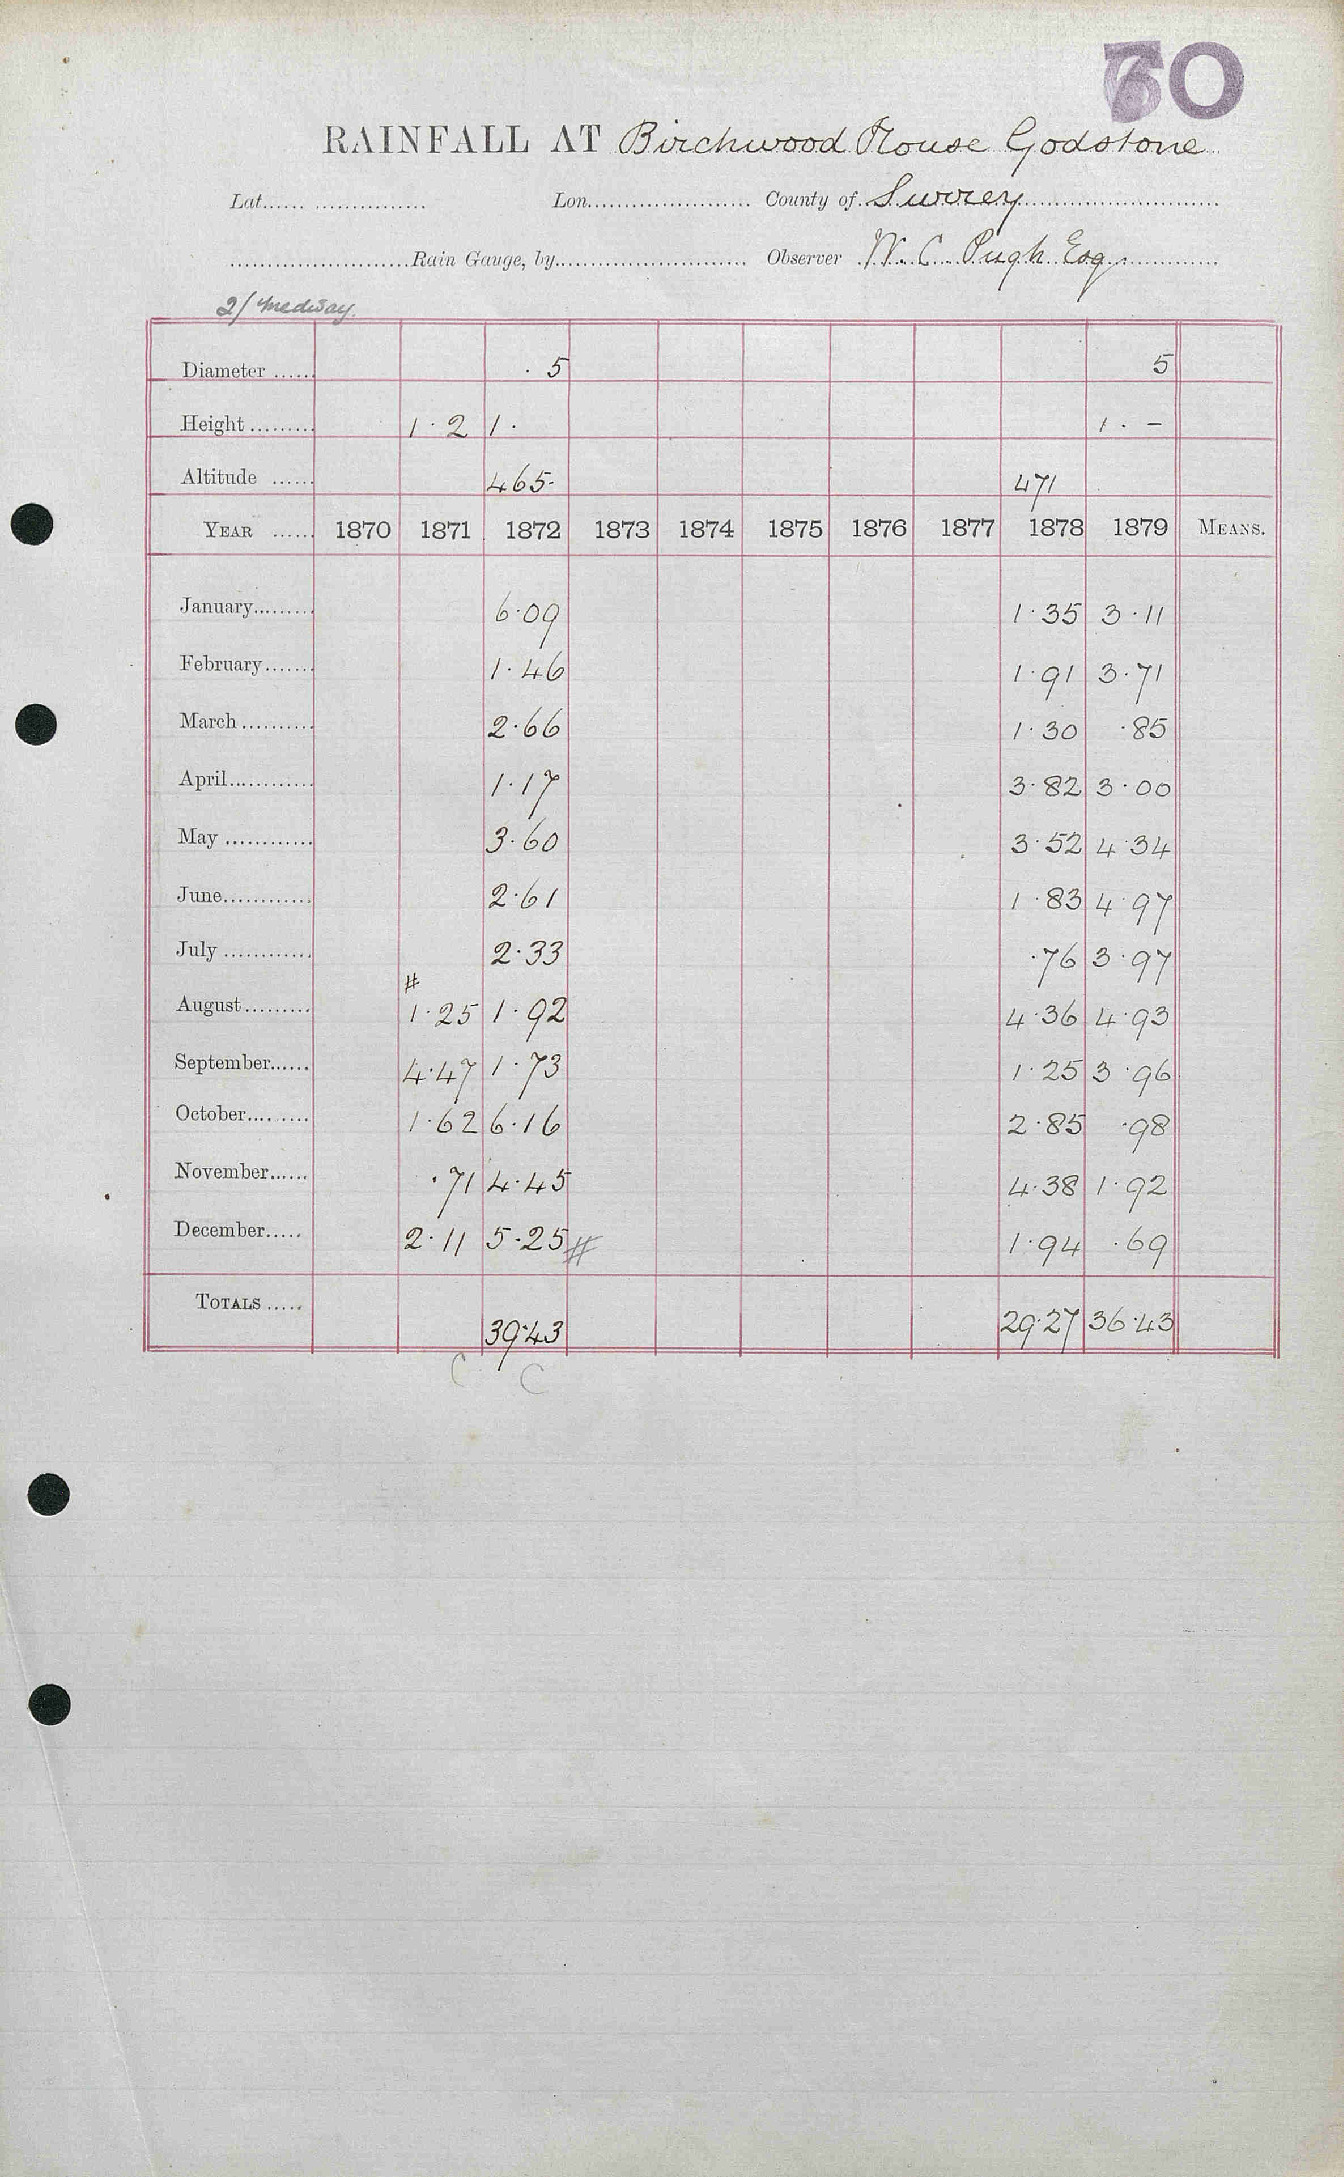 70
RAINFALL AT Birchwood House Godstone
Lat. Lon. County of Surrey
Rain Gauge, by Observer W. C. Pugh Esq.
2/ Medway.
Diameter ...... · 5 5
Height ......... 1 · 2 1 · 1 · -
Altitude ...... 465· 471
YEAR ...... 1870 1871 1872 1873 1874 1875 1876 1877 1878 1879 MEANS.
January......... 6·09 1·35 3·11
February....... 1·46 1·91 3·71
March .......... 2·66 1·30 ·85
April............ 1·17 3·82 3·00
May ............. 3·60 3·52 4·34
June............. 2·61 1·83 4·97
July ............. 2·33 ·76 3·97
#
August.......... 1·25 1·92 4·36 4·93
September...... 4·47 1·73 1·25 3·96
October......... 1·62 6·16 2·85 ·98
November...... ·71 4·45 4·38 1·92
December..... 2·11 5·25 # 1·94 ·69
TOTALS ..... 39·43 29·27 36·43
C C